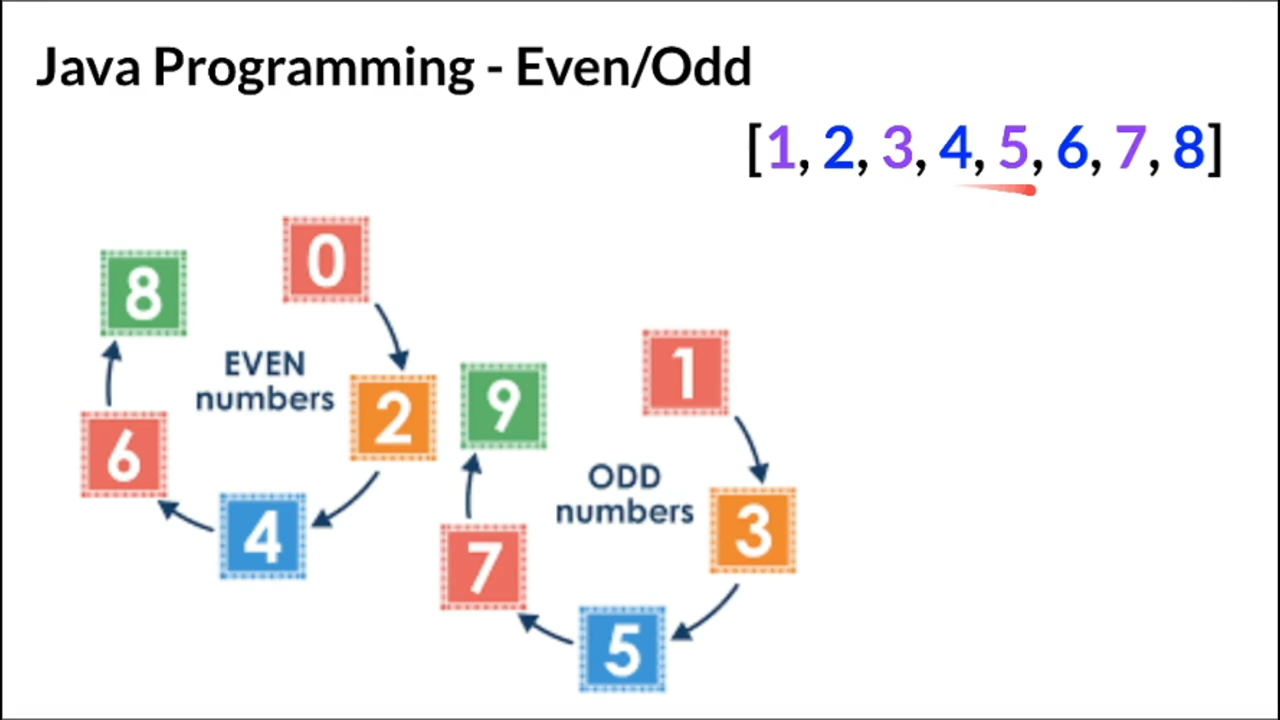 Java Programming - Even/Odd
[1, 2, 3, 4, 5, 6, 7, 8]
0
8
EVEN
numbers
2
6
4
1
9
ODD
numbers
3
7
5